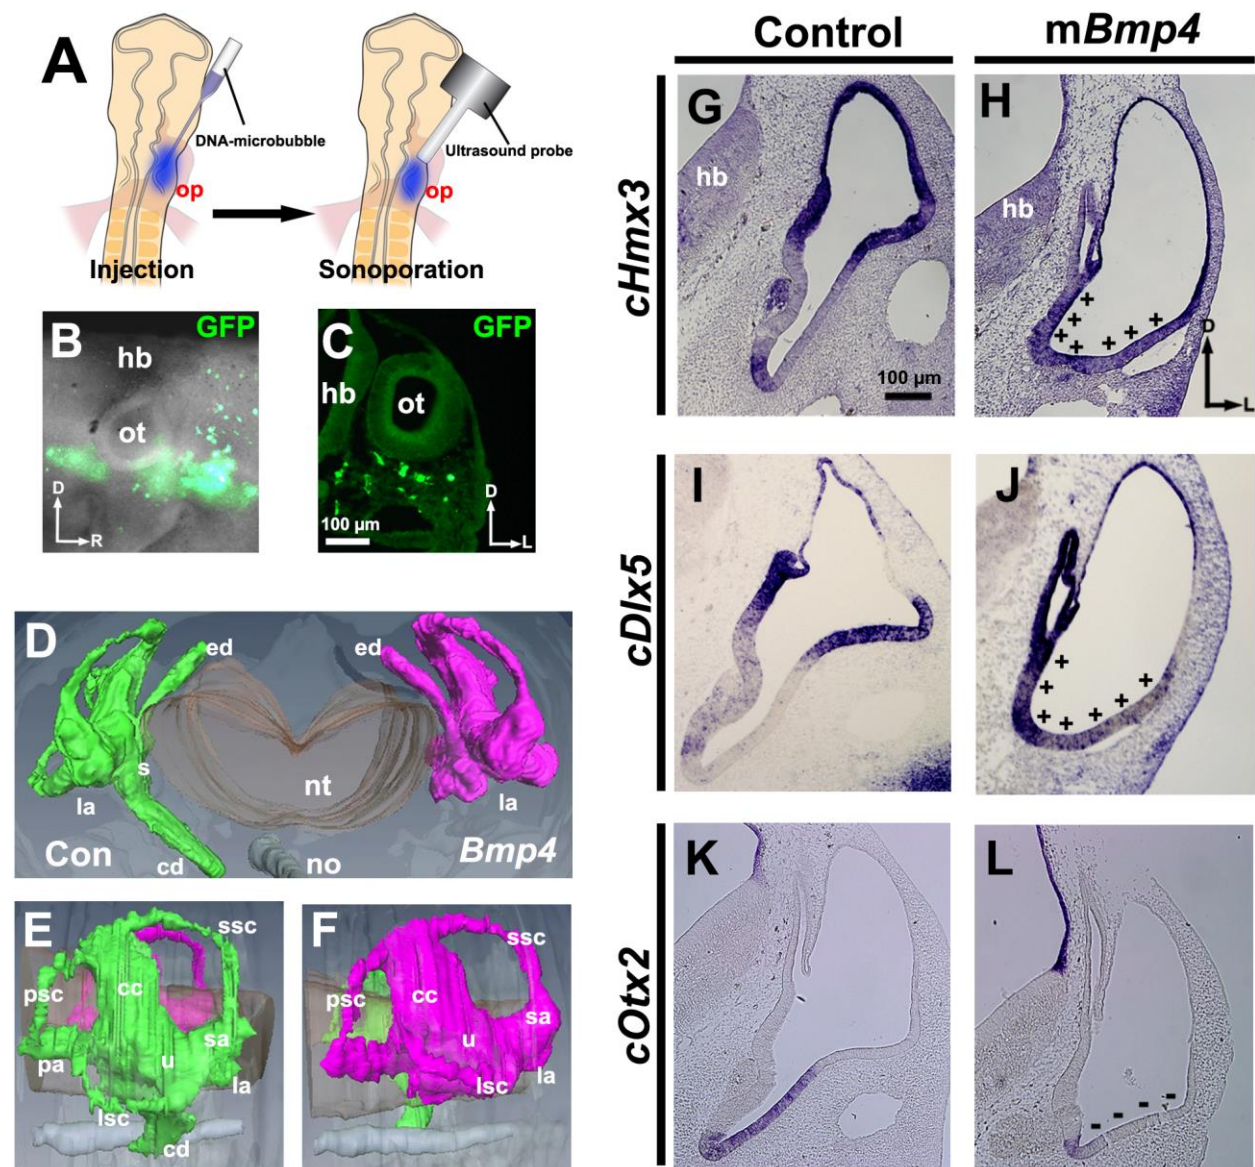 A
DNA-microbubble
op
Injection
Ultrasound probe
op
Sonoporation
B
GFP
hb
ot
D
R
C
GFP
hb
ot
100 µm
D
L
D
ed
ed
s
nt
la
la
Con
cd
no
Bmp4
E
ssc
psc
cc
u
sa
pa
la
lsc
cd
F
ssc
psc
cc
sa
u
lsc
la
Control
mBmp4
cHmx3
G
hb
100 µm
H
hb
+ + + + + + +
D
L
cDlx5
I
J
+ + + + + + +
cOtx2
K
L
- - - -